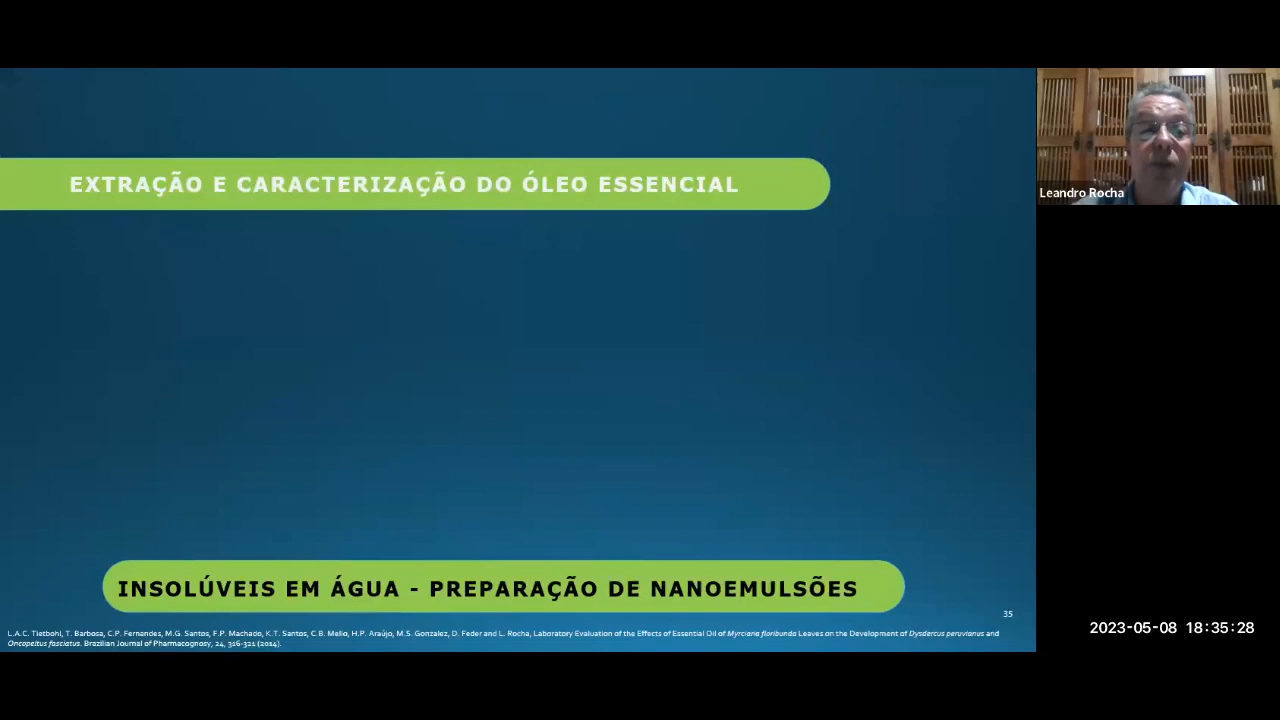 EXTRAÇÃO E CARACTERIZAÇÃO DO ÓLEO ESSENCIAL
Leandro Rocha
INSOLÚVEIS EM ÁGUA - PREPARAÇÃO DE NANOEMULSÕES
35
L.A.C. Tietbohl, T. Barbosa, C.P. Fernandes, M.G. Santos, F.P. Machado, K.T. Santos, C.B. Mello, H.P. Araújo, M.S. Gonzalez, D. Feder and L. Rocha, Laboratory Evaluation of the Effects of Essential Oil of Myrciaria floribunda Leaves on the Development of Dysdercus peruvianus and
Oncopeltus fasciatus. Brazilian Journal of Pharmacognosy, 24, 316-321 (2014).
2023-05-08 18:35:28